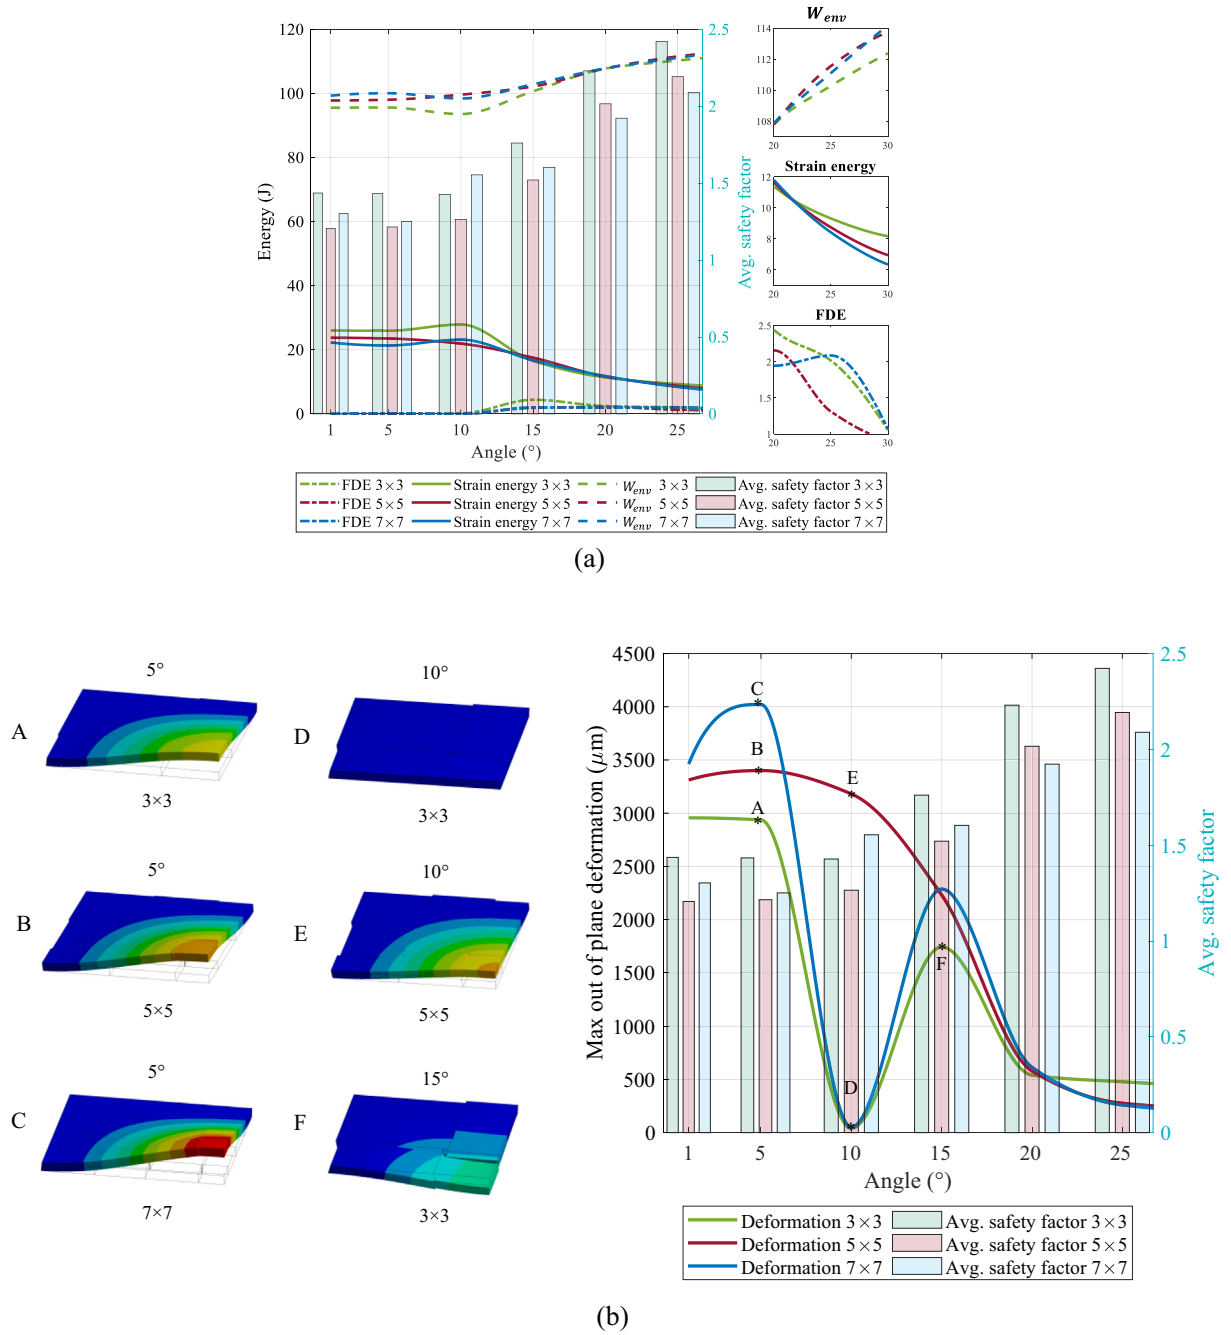 120
100
80
60
40
20
0
Energy (J)
1 5 10 15 20 25
Angle (°)
2.5
2
1.5
1
0.5
0
Avg. safety factor
W_env
114
112
110
108
20 25 30
Strain energy
12
10
8
6
20 25 30
FDE
2.5
2
1.5
1
20 25 30
FDE 3×3 Strain energy 3×3 W_env 3×3 Avg. safety factor 3×3
FDE 5×5 Strain energy 5×5 W_env 5×5 Avg. safety factor 5×5
FDE 7×7 Strain energy 7×7 W_env 7×7 Avg. safety factor 7×7
(a)
5° 10°
A D
3×3 3×3
5° 10°
B E
5×5 5×5
5° 15°
C F
7×7 3×3
4500
4000
3500
3000
2500
2000
1500
1000
500
0
Max out of plane deformation (μm)
C
B
E
A
F
D
1 5 10 15 20 25
Angle (°)
2.5
2
1.5
1
0.5
0
Avg. safety factor
Deformation 3×3 Avg. safety factor 3×3
Deformation 5×5 Avg. safety factor 5×5
Deformation 7×7 Avg. safety factor 7×7
(b)